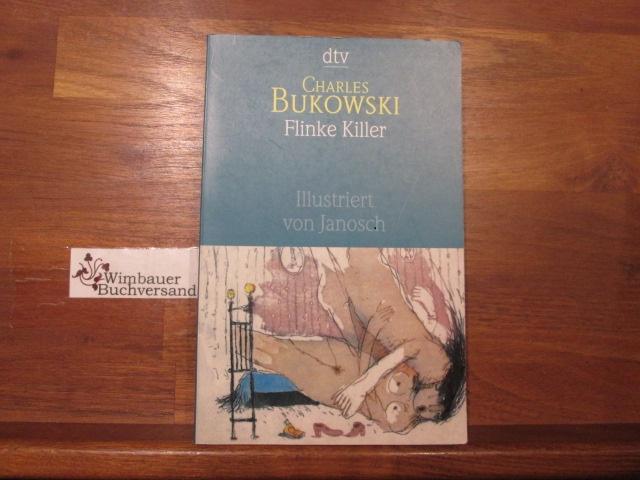 dtv
CHARLES
BUKOWSKI
Flinke Killer
Illustriert
von Janosch
Wimbauer
Buchversand